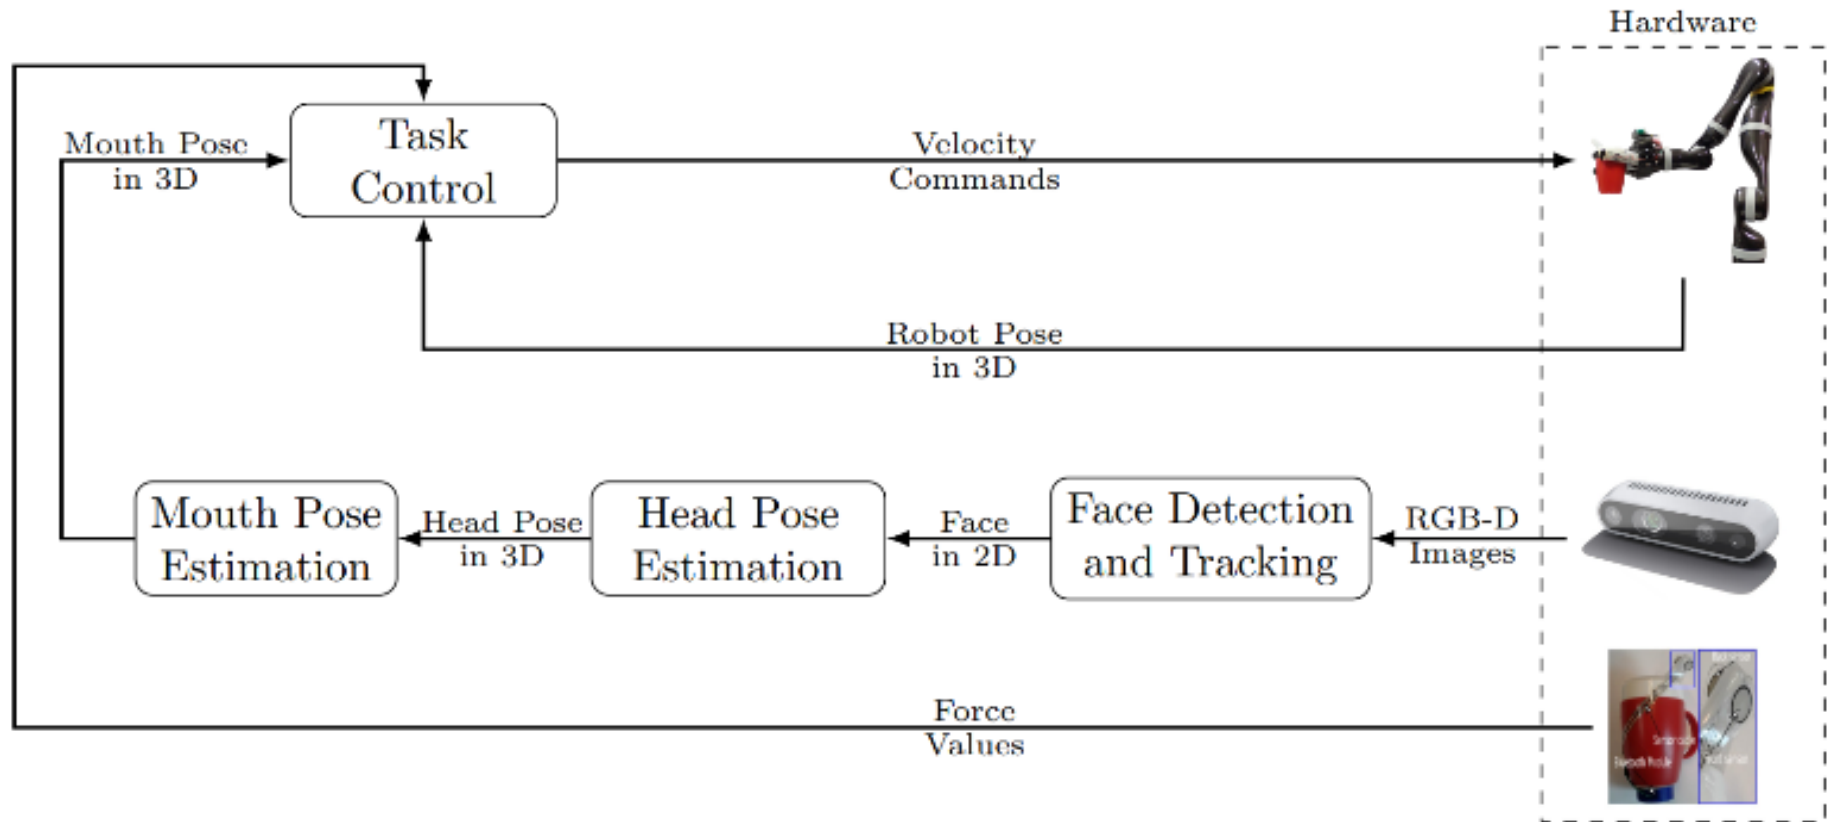 Hardware
Task
Control
Mouth Pose
in 3D
Velocity
Commands
Robot Pose
in 3D
Mouth Pose
Estimation
Head Pose
in 3D
Head Pose
Estimation
Face
in 2D
Face Detection
and Tracking
RGB-D
Images
Force
Values